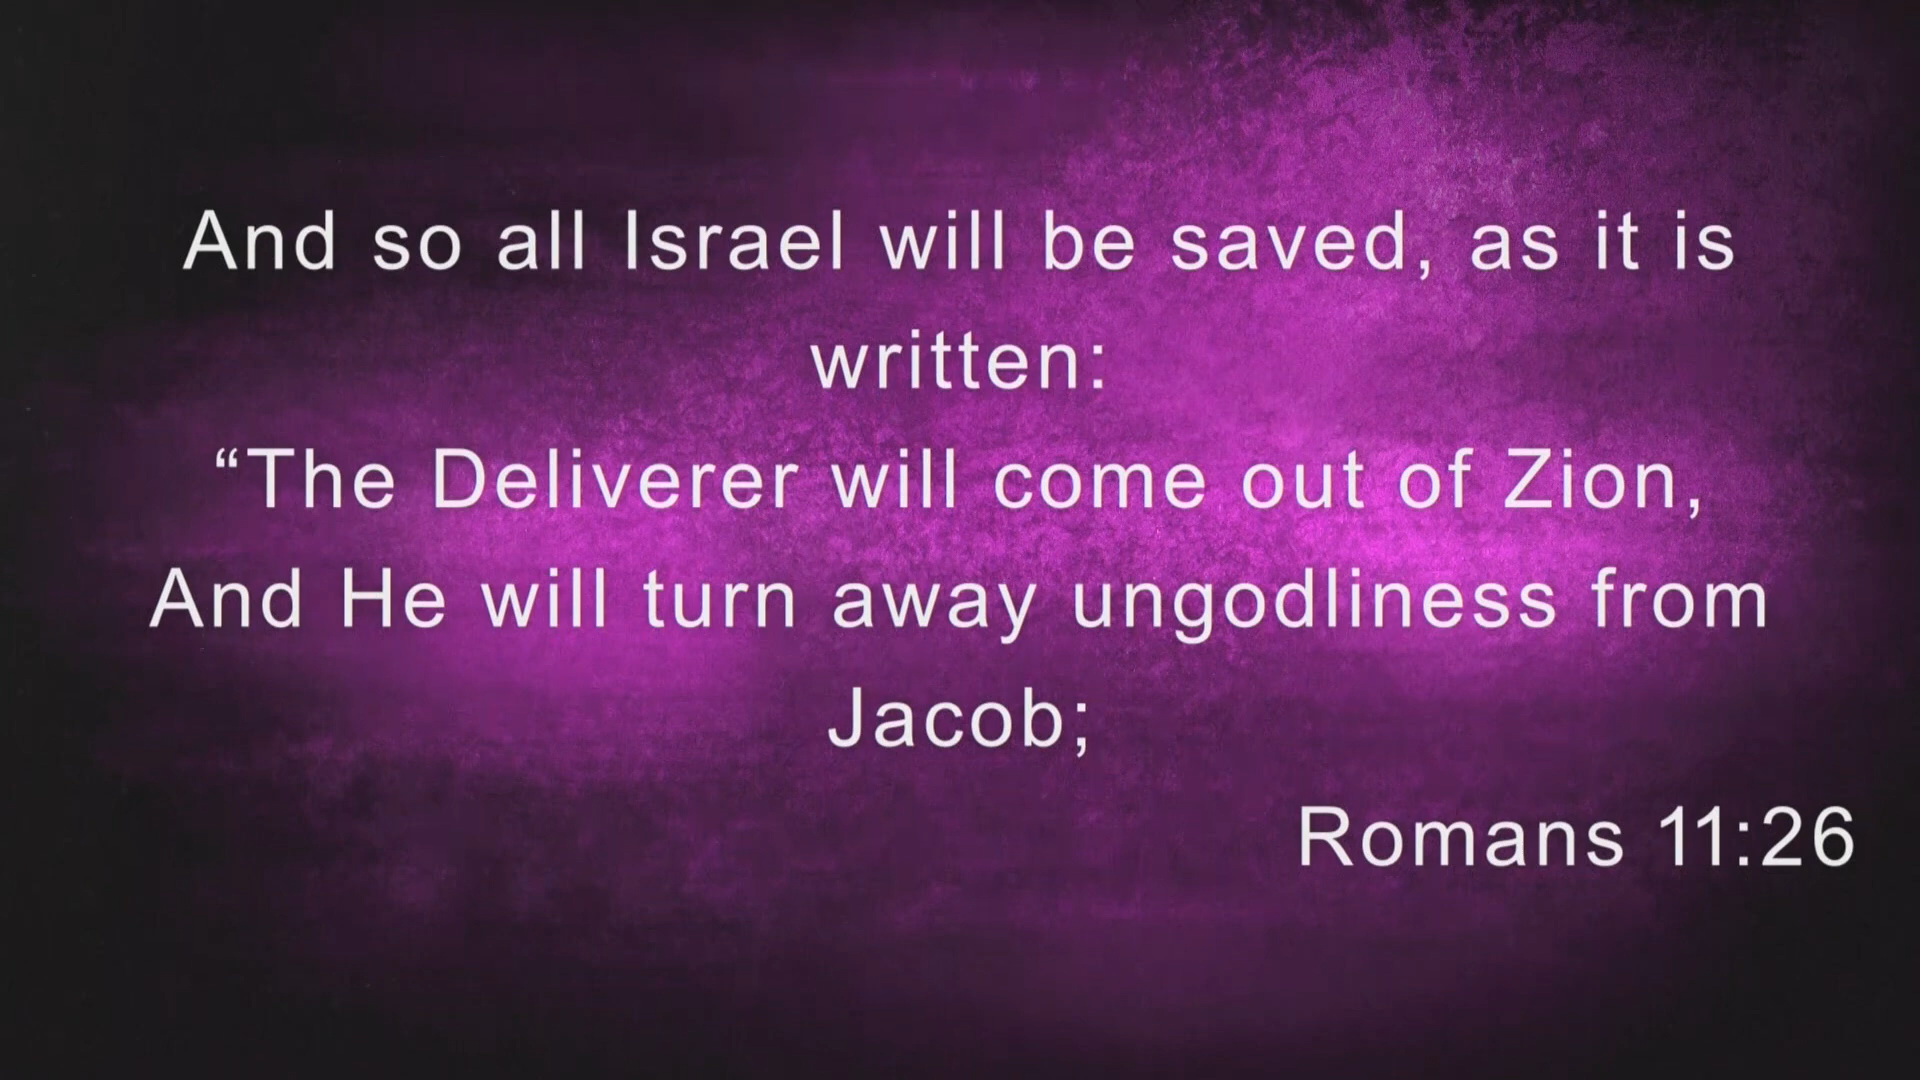 And so all Israel will be saved, as it is
written:
“The Deliverer will come out of Zion,
And He will turn away ungodliness from
Jacob;
Romans 11:26